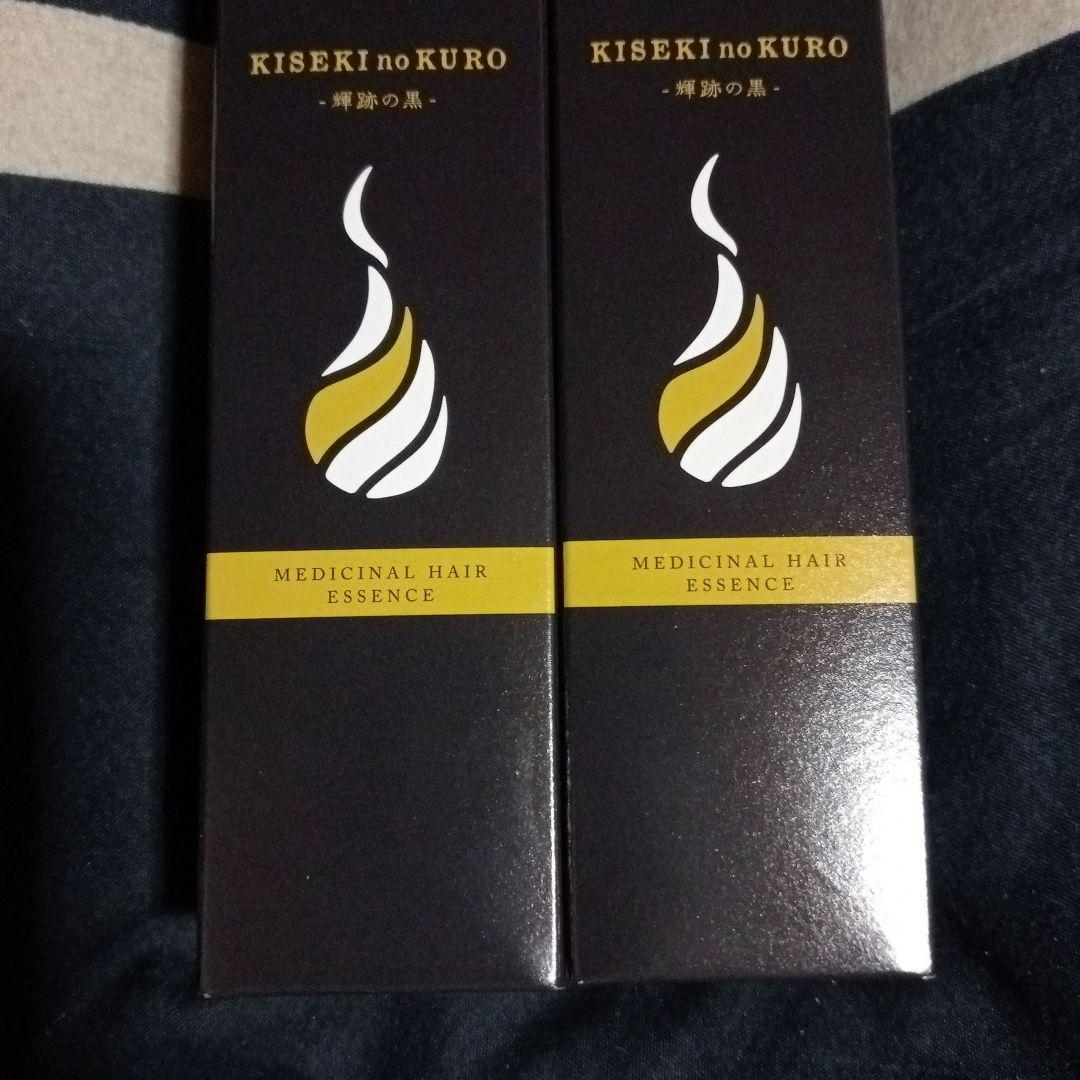 KISEKI no KURO
-輝跡の黒-
MEDICINAL HAIR
ESSENCE
KISEKI no KURO
-輝跡の黒-
MEDICINAL HAIR
ESSENCE